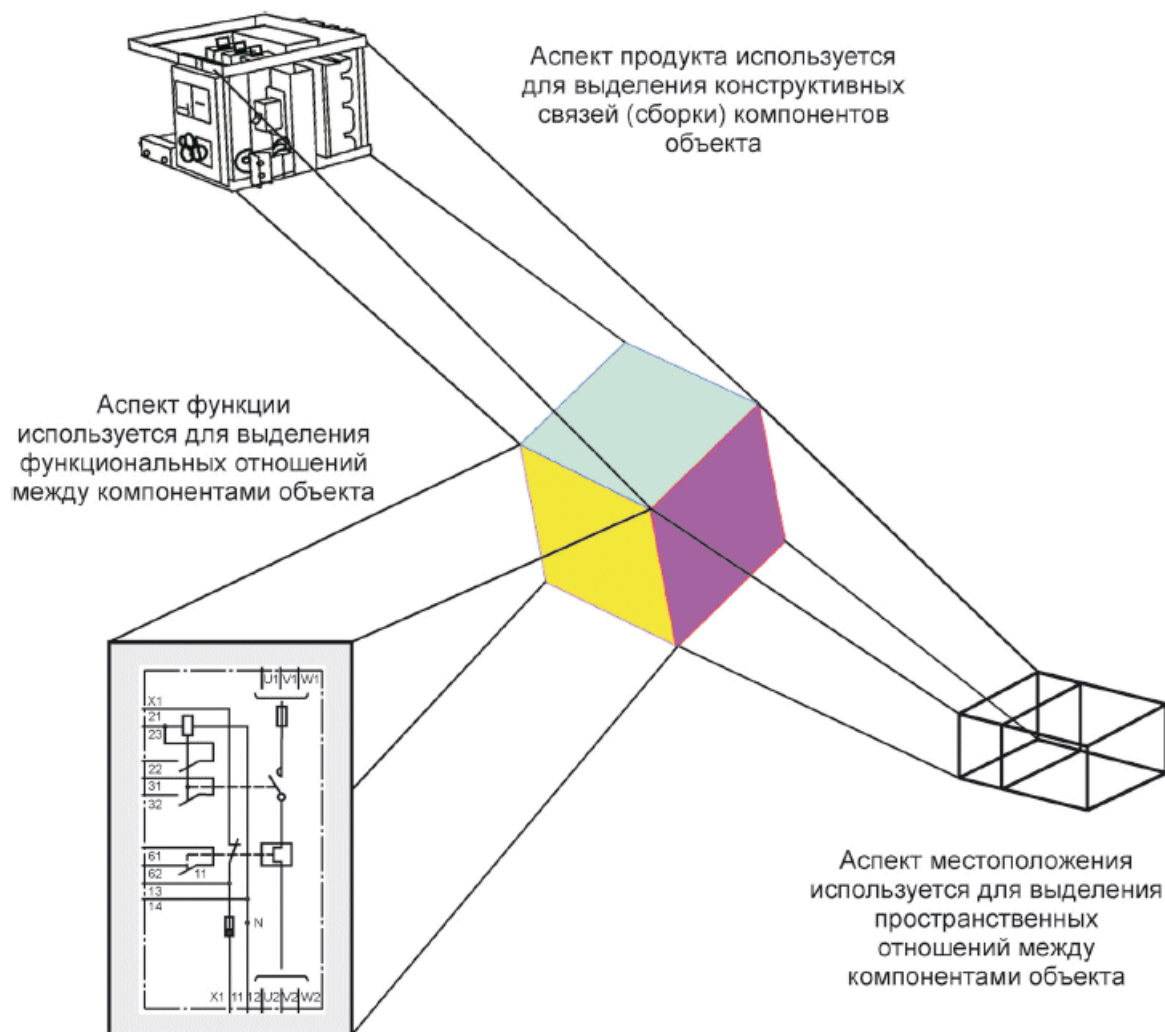 Аспект продукта используется
для выделения конструктивных
связей (сборки) компонентов
объекта
Аспект функции
используется для выделения
функциональных отношений
между компонентами объекта
U1 V1 W1
X1
21
23
22
31
32
61
62 11
13
14
N
X1 11 12 U2 V2 W2
Аспект местоположения
используется для выделения
пространственных
отношений между
компонентами объекта